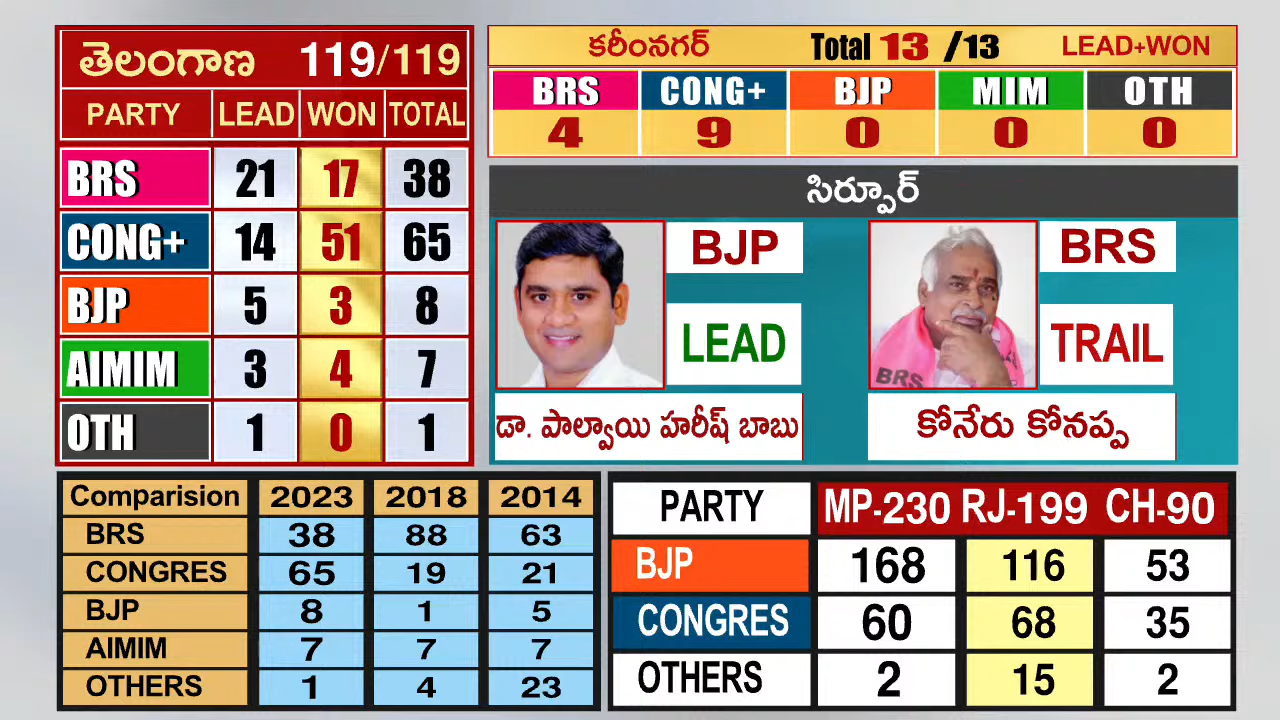 తెలంగాణ 119/119
PARTY LEAD WON TOTAL
BRS 21 17 38
CONG+ 14 51 65
BJP 5 3 8
AIMIM 3 4 7
OTH 1 0 1
కరీంనగర్ Total 13 /13 LEAD+WON
BRS CONG+ BJP MIM OTH
4 9 0 0 0
సిర్పూర్
BJP
LEAD
డా. పాల్వాయి హరీష్ బాబు
BRS
TRAIL
BRS
కోనేరు కోనప్ప
Comparision 2023 2018 2014
BRS 38 88 63
CONGRES 65 19 21
BJP 8 1 5
AIMIM 7 7 7
OTHERS 1 4 23
PARTY MP-230 RJ-199 CH-90
BJP 168 116 53
CONGRES 60 68 35
OTHERS 2 15 2